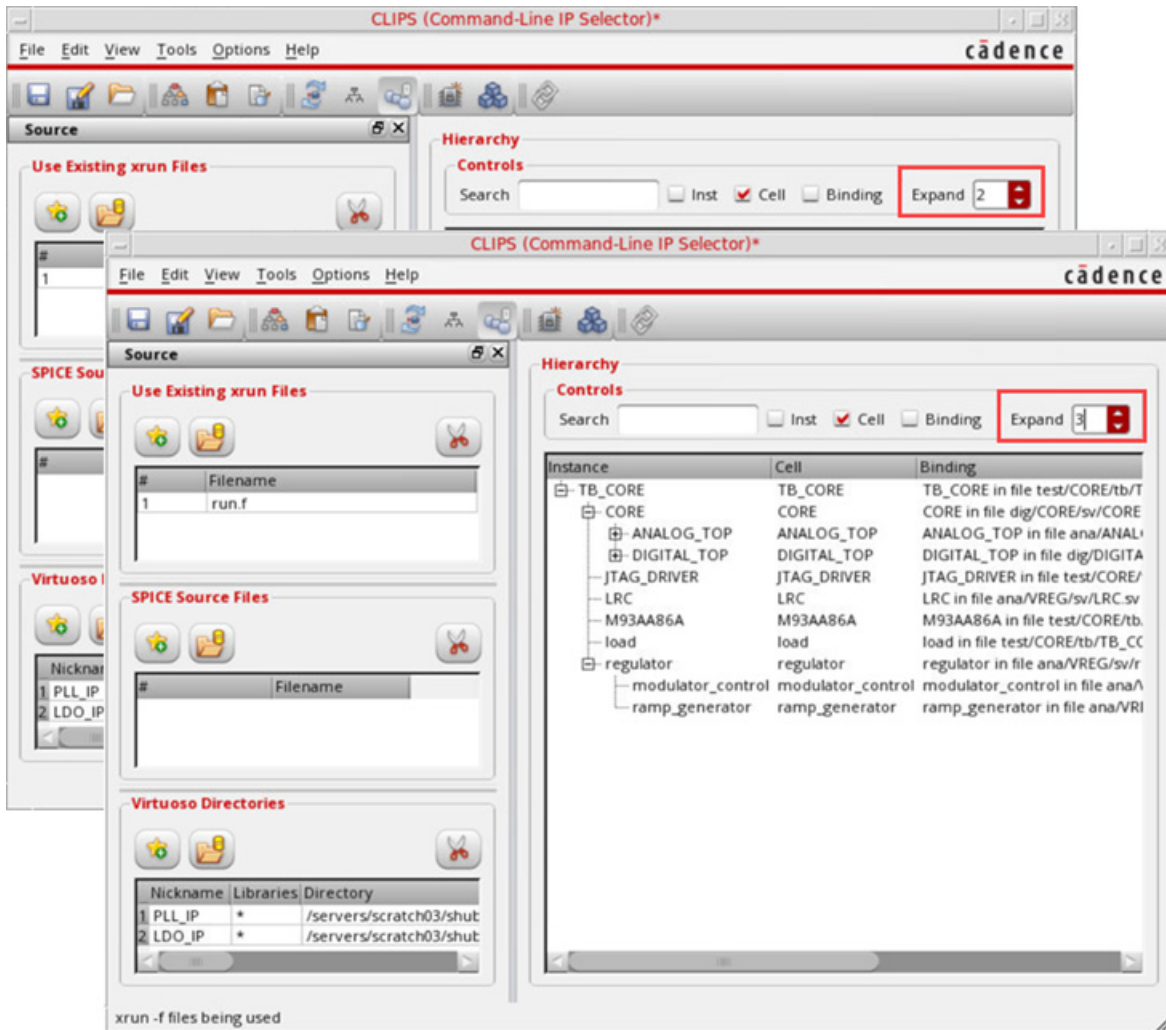 CLIPS (Command-Line IP Selector)*
File Edit View Tools Options Help cādence
Source
Use Existing xrun Files
#
1
SPICE Sou
#
Virtuoso
Nicknar
1 PLL_IP
2 LDO_IP
Hierarchy
Controls
Search Inst Cell Binding Expand 2
CLIPS (Command-Line IP Selector)*
File Edit View Tools Options Help cādence
Source
Use Existing xrun Files
# Filename
1 run.f
SPICE Source Files
# Filename
Virtuoso Directories
Nickname Libraries Directory
1 PLL_IP * /servers/scratch03/shub
2 LDO_IP * /servers/scratch03/shub
Hierarchy
Controls
Search Inst Cell Binding Expand 3
Instance Cell Binding
TB_CORE TB_CORE TB_CORE in file test/CORE/tb/T
CORE CORE CORE in file dig/CORE/sv/CORE
ANALOG_TOP ANALOG_TOP ANALOG_TOP in file ana/ANAL
DIGITAL_TOP DIGITAL_TOP DIGITAL_TOP in file dig/DIGITA
JTAG_DRIVER JTAG_DRIVER JTAG_DRIVER in file test/CORE/
LRC LRC LRC in file ana/VREG/sv/LRC.sv
M93AA86A M93AA86A M93AA86A in file test/CORE/tb
load load load in file test/CORE/tb/TB_CC
regulator regulator regulator in file ana/VREG/sv/r
modulator_control modulator_control modulator_control in file ana/
ramp_generator ramp_generator ramp_generator in file ana/VRE
xrun -f files being used